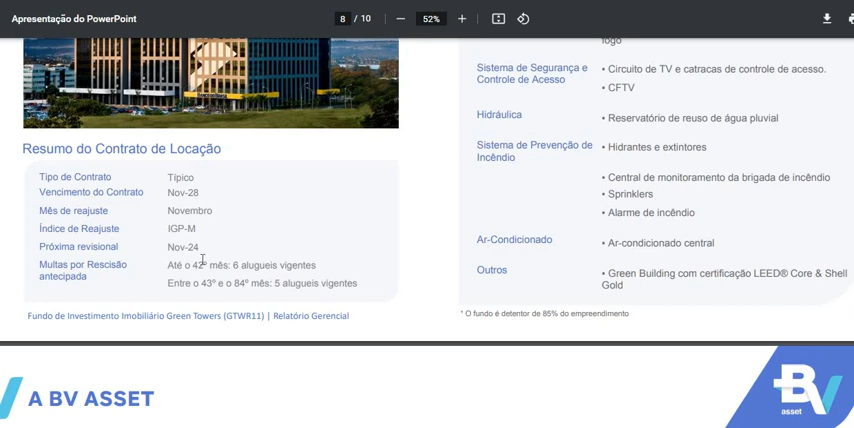 Apresentação do PowerPoint
8 / 10
52%
fogo
Sistema de Segurança e
Controle de Acesso
• Circuito de TV e catracas de controle de acesso.
• CFTV
Hidráulica
• Reservatório de reuso de água pluvial
Sistema de Prevenção de
Incêndio
• Hidrantes e extintores
• Central de monitoramento da brigada de incêndio
• Sprinklers
• Alarme de incêndio
Ar-Condicionado
• Ar-condicionado central
Outros
• Green Building com certificação LEED® Core & Shell
Gold
* O fundo é detentor de 85% do empreendimento
Resumo do Contrato de Locação
Tipo de Contrato Típico
Vencimento do Contrato Nov-28
Mês de reajuste Novembro
Índice de Reajuste IGP-M
Próxima revisional Nov-24
Multas por Rescisão
antecipada
Até o 42º mês: 6 alugueis vigentes
Entre o 43º e o 84º mês: 5 alugueis vigentes
Fundo de Investimento Imobiliário Green Towers (GTWR11) | Relatório Gerencial
A BV ASSET
BV
asset